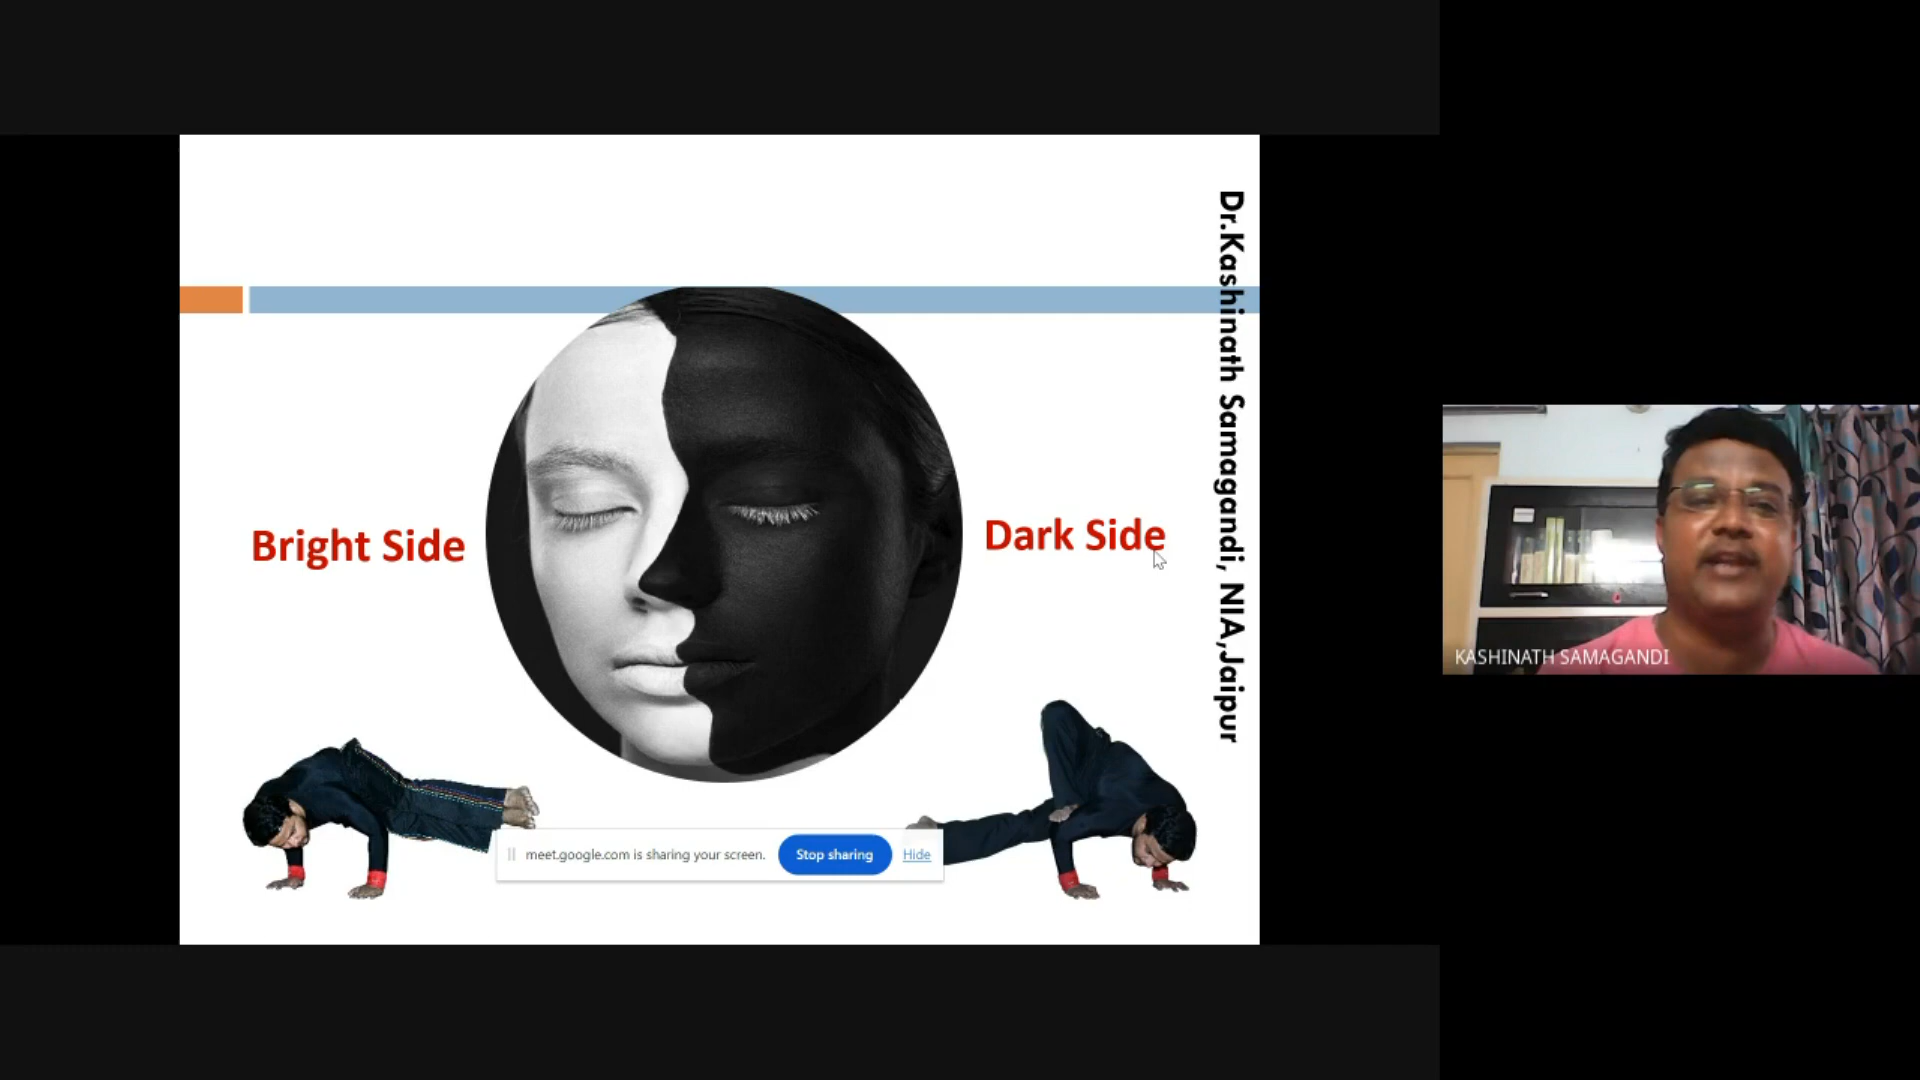 Dr.Kashinath Samagandi, NIA,Jaipur
Bright Side
Dark Side
meet.google.com is sharing your screen.
Stop sharing
Hide
KASHINATH SAMAGANDI